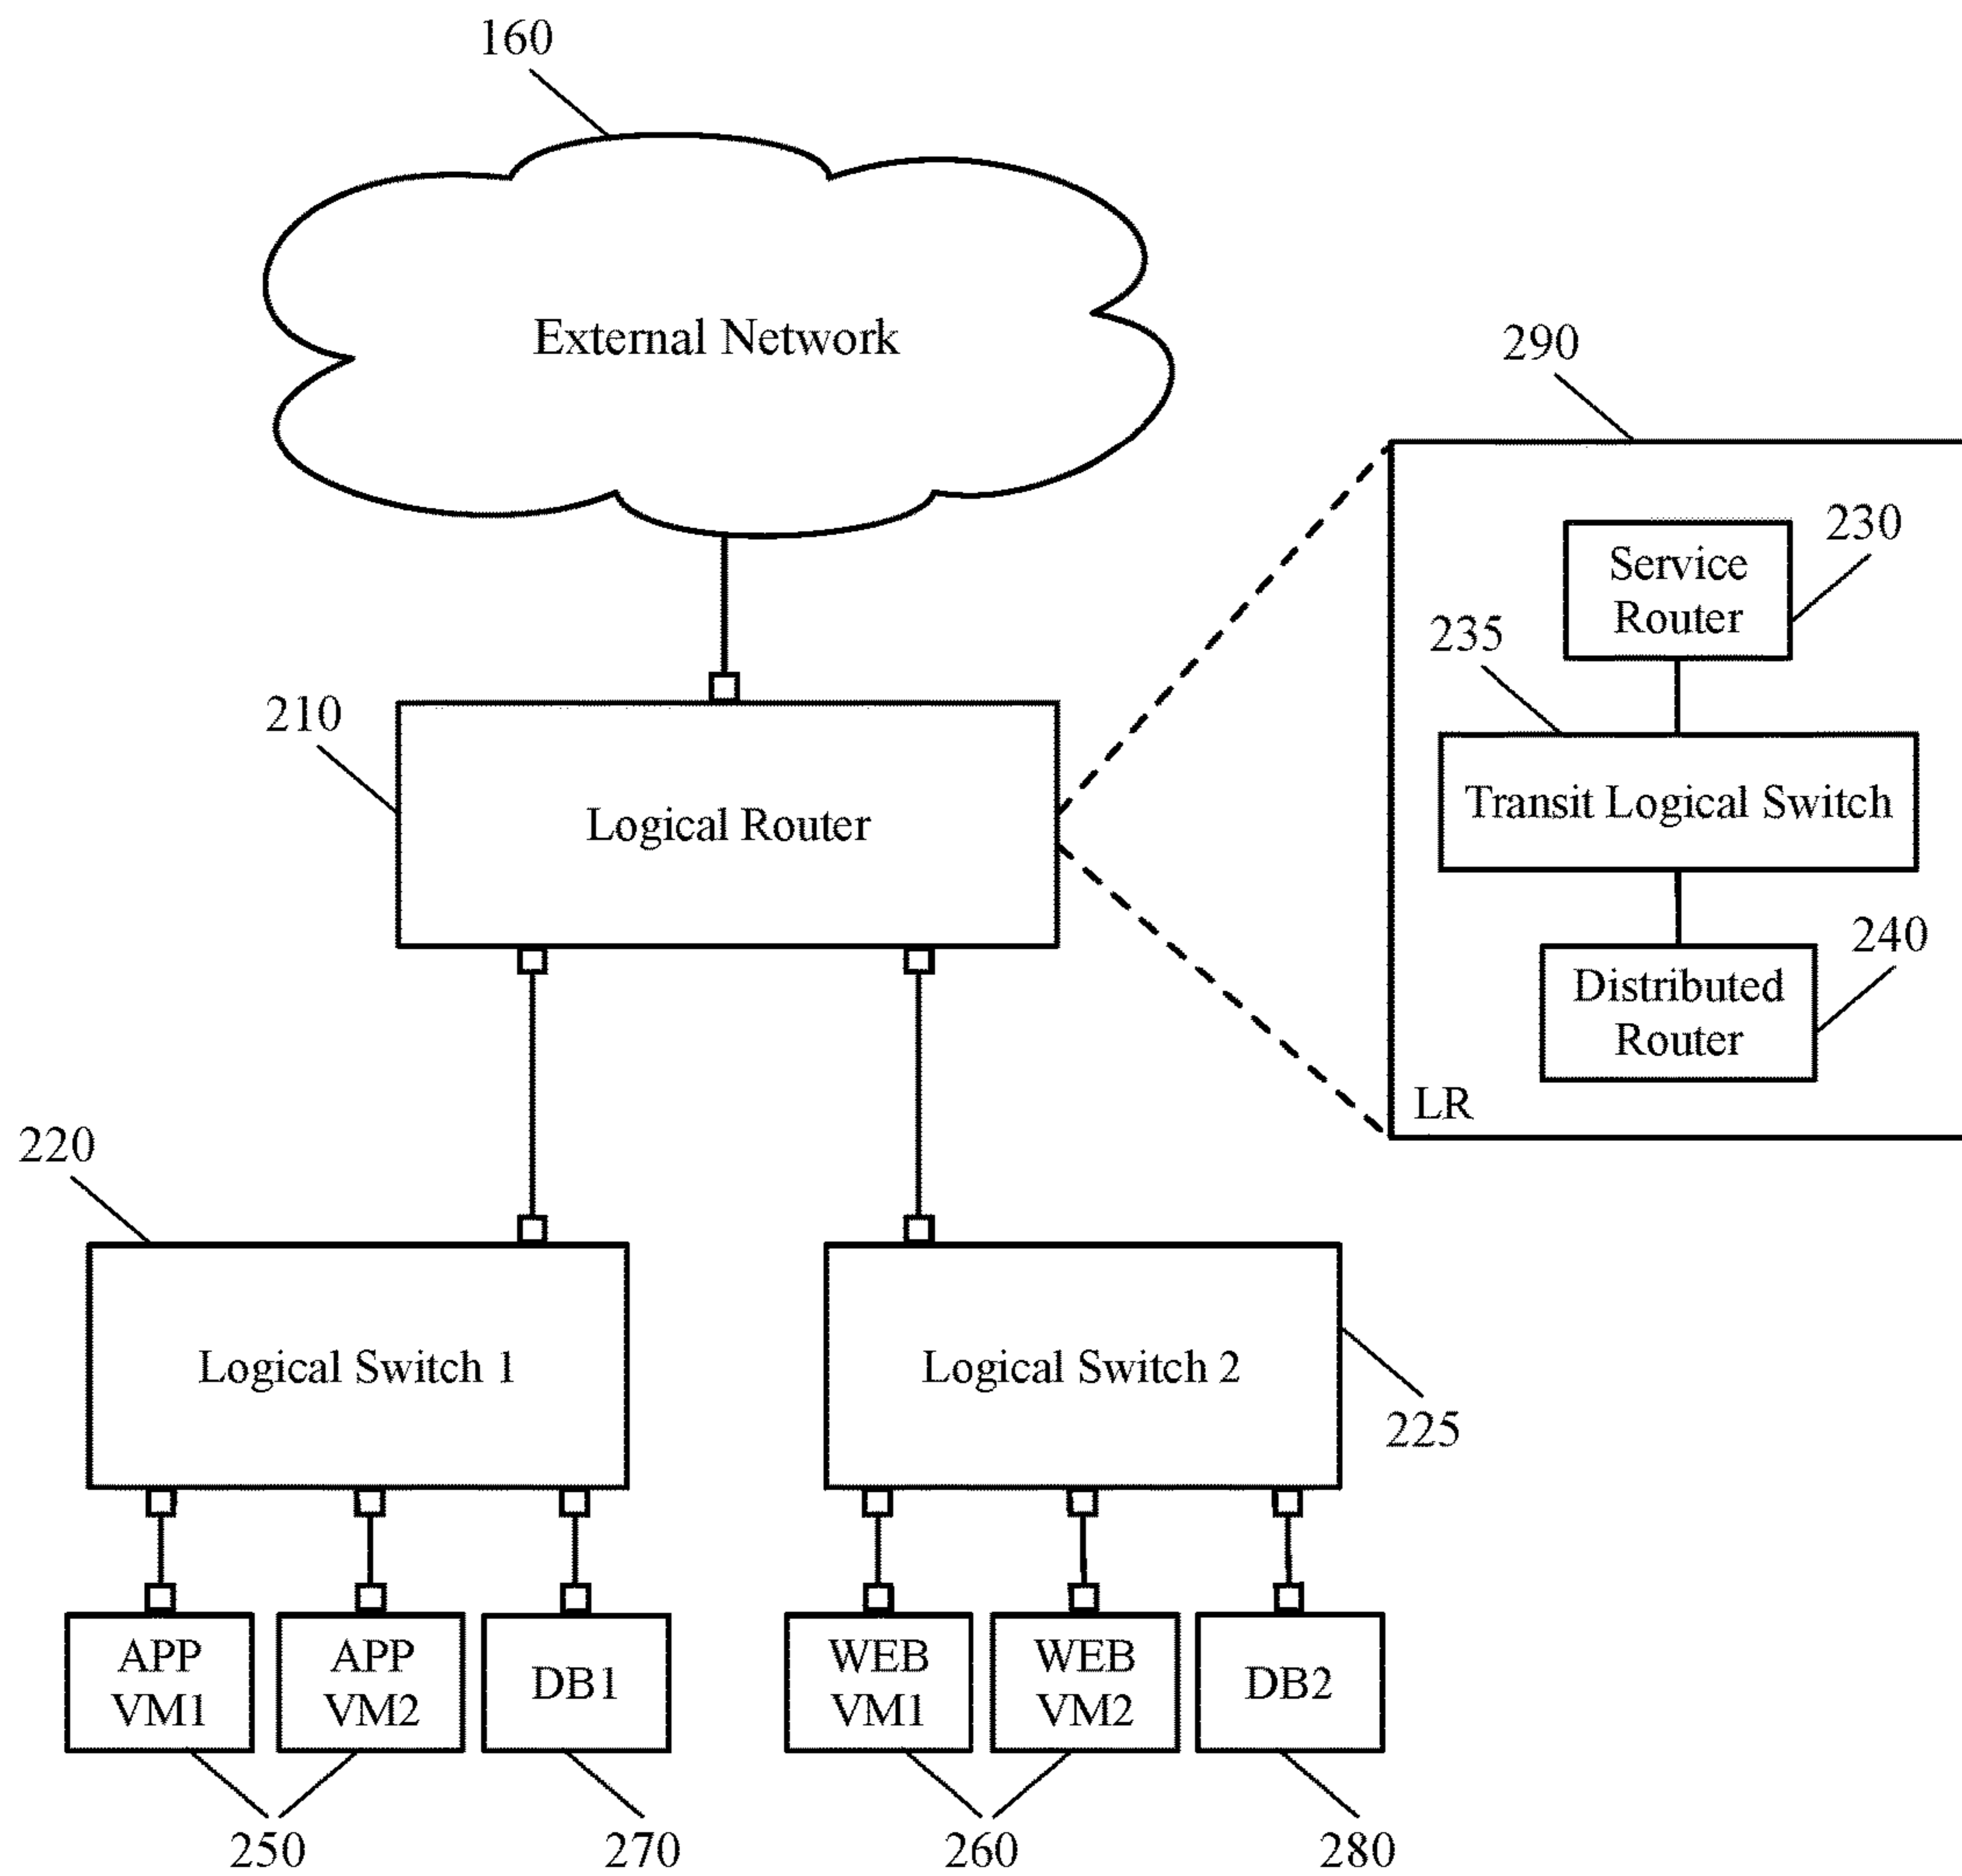 160
External Network
290
230
Service
Router
235
210
Transit Logical Switch
Logical Router
240
Distributed
Router
LR
220
Logical Switch 1
Logical Switch 2
225
APP
VM1
APP
VM2
DB1
WEB
VM1
WEB
VM2
DB2
250
270
260
280